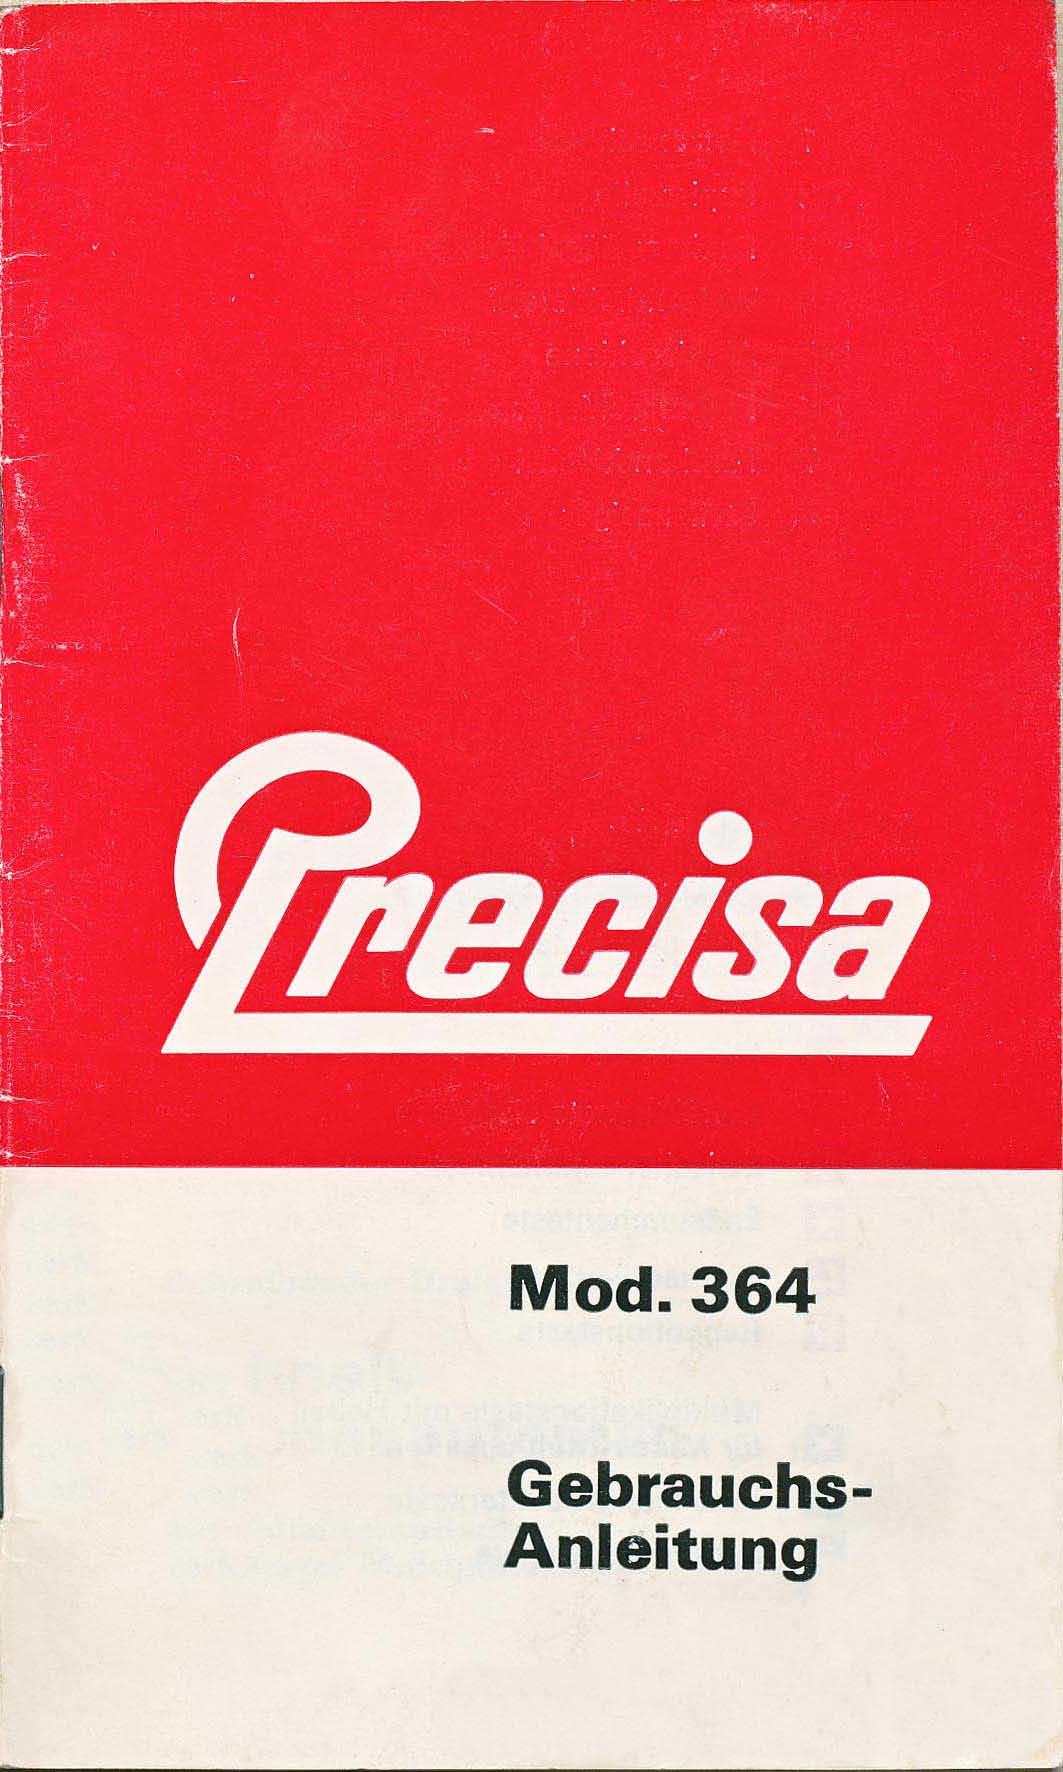 Precisa
Mod. 364
Gebrauchs-
Anleitung